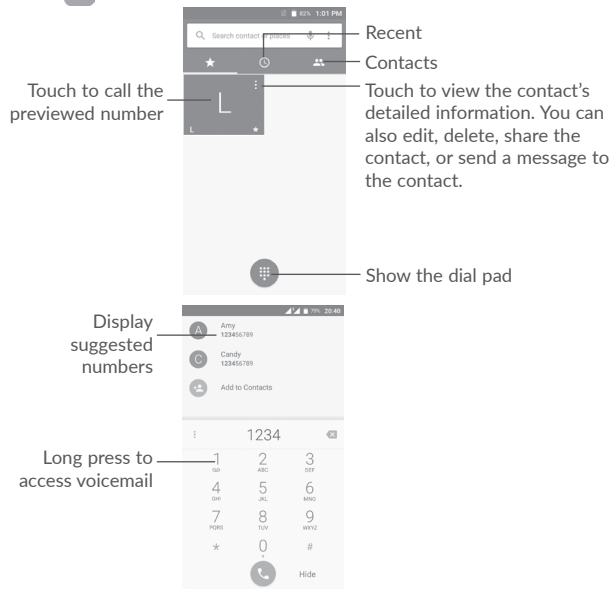 82% 1:01 PM
Search contact or places
Recent
Contacts
Touch to call the
previewed number
L
L
Touch to view the contact's
detailed information. You can
also edit, delete, share the
contact, or send a message to
the contact.
Show the dial pad
79% 20:40
Display
suggested
numbers
A
Amy
123456789
C
Candy
123456789
Add to Contacts
1234
Long press to
access voicemail
1 2 3
ABC DEF
4 5 6
GHI JKL MNO
7 8 9
PQRS TUV WXYZ
* 0 #
+
Hide